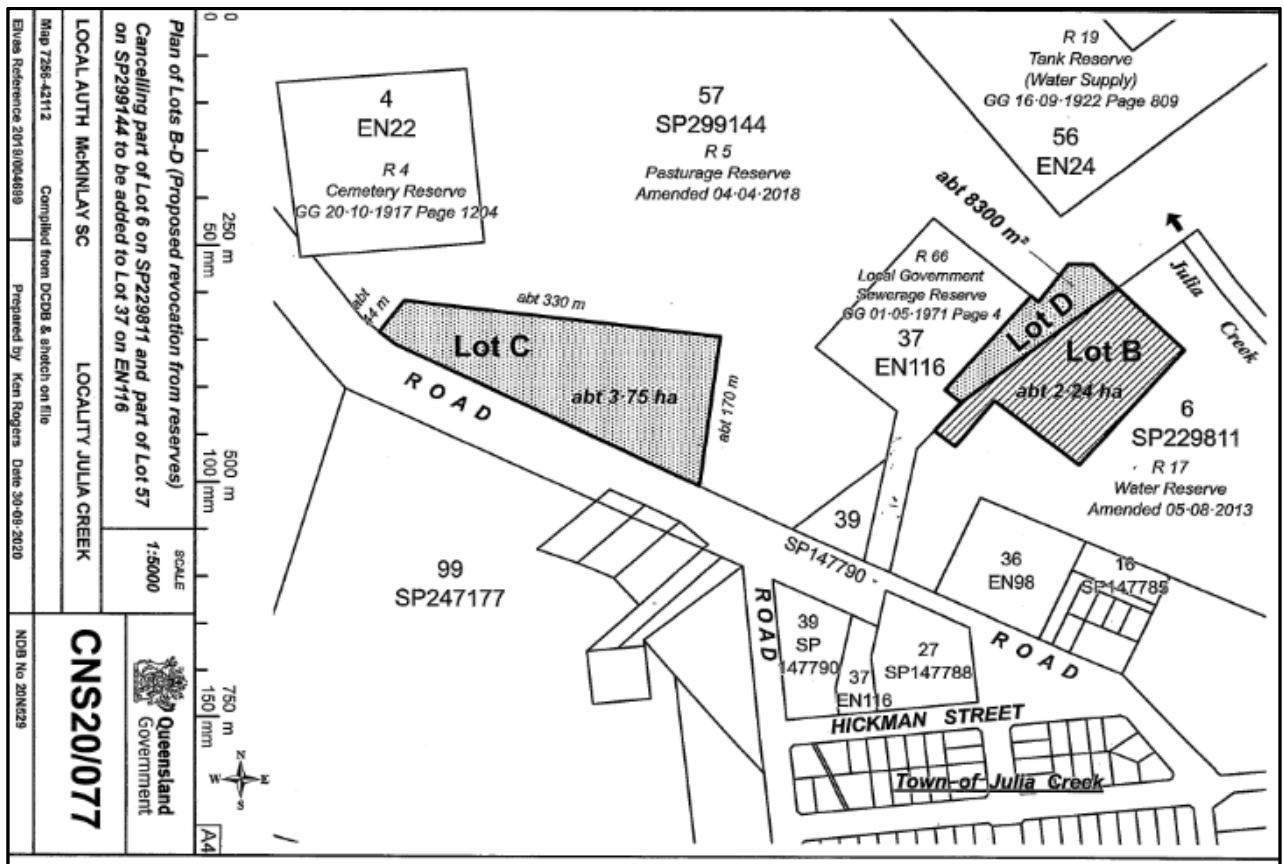 Plan of Lots B-D (Proposed revocation from reserves)
Cancelling part of Lot 6 on SP229811 and part of Lot 57
on SP299144 to be added to Lot 37 on EN116
LOCAL AUTH McKINLAY SC LOCALITY JULIA CREEK
Map 7256-42112 Compiled from DCDB & sketch on file
Elvas Reference 2019/004699 Prepared by Ken Rogers Date 30-09-2020
SCALE
1:5000
Queensland
Government
CNS20/077
NDB No
A4
0 250 m 500 m 750 m
0 50 mm 100 mm 150 mm
N
W E
S
4
EN22
R 4
Cemetery Reserve
GG 20·10·1917 Page 1204
57
SP299144
R 5
Pasturage Reserve
Amended 04·04·2018
R 19
Tank Reserve
(Water Supply)
GG 16·09·1922 Page 809
56
EN24
abt 8300 m²
Julia
Creek
R 66
Local Government
Sewerage Reserve
GG 01·05·1971 Page 4
37
EN116
Lot D
Lot B
abt 2·24 ha
6
SP229811
R 17
Water Reserve
Amended 05·08·2013
abt
44 m
abt 330 m
Lot C
abt 3·75 ha
abt 170 m
ROAD
39
SP147790
36
EN98
16
SP147785
99
SP247177
ROAD
39
SP
147790
37
EN116
27
SP147788
ROAD
HICKMAN STREET
Town of Julia Creek